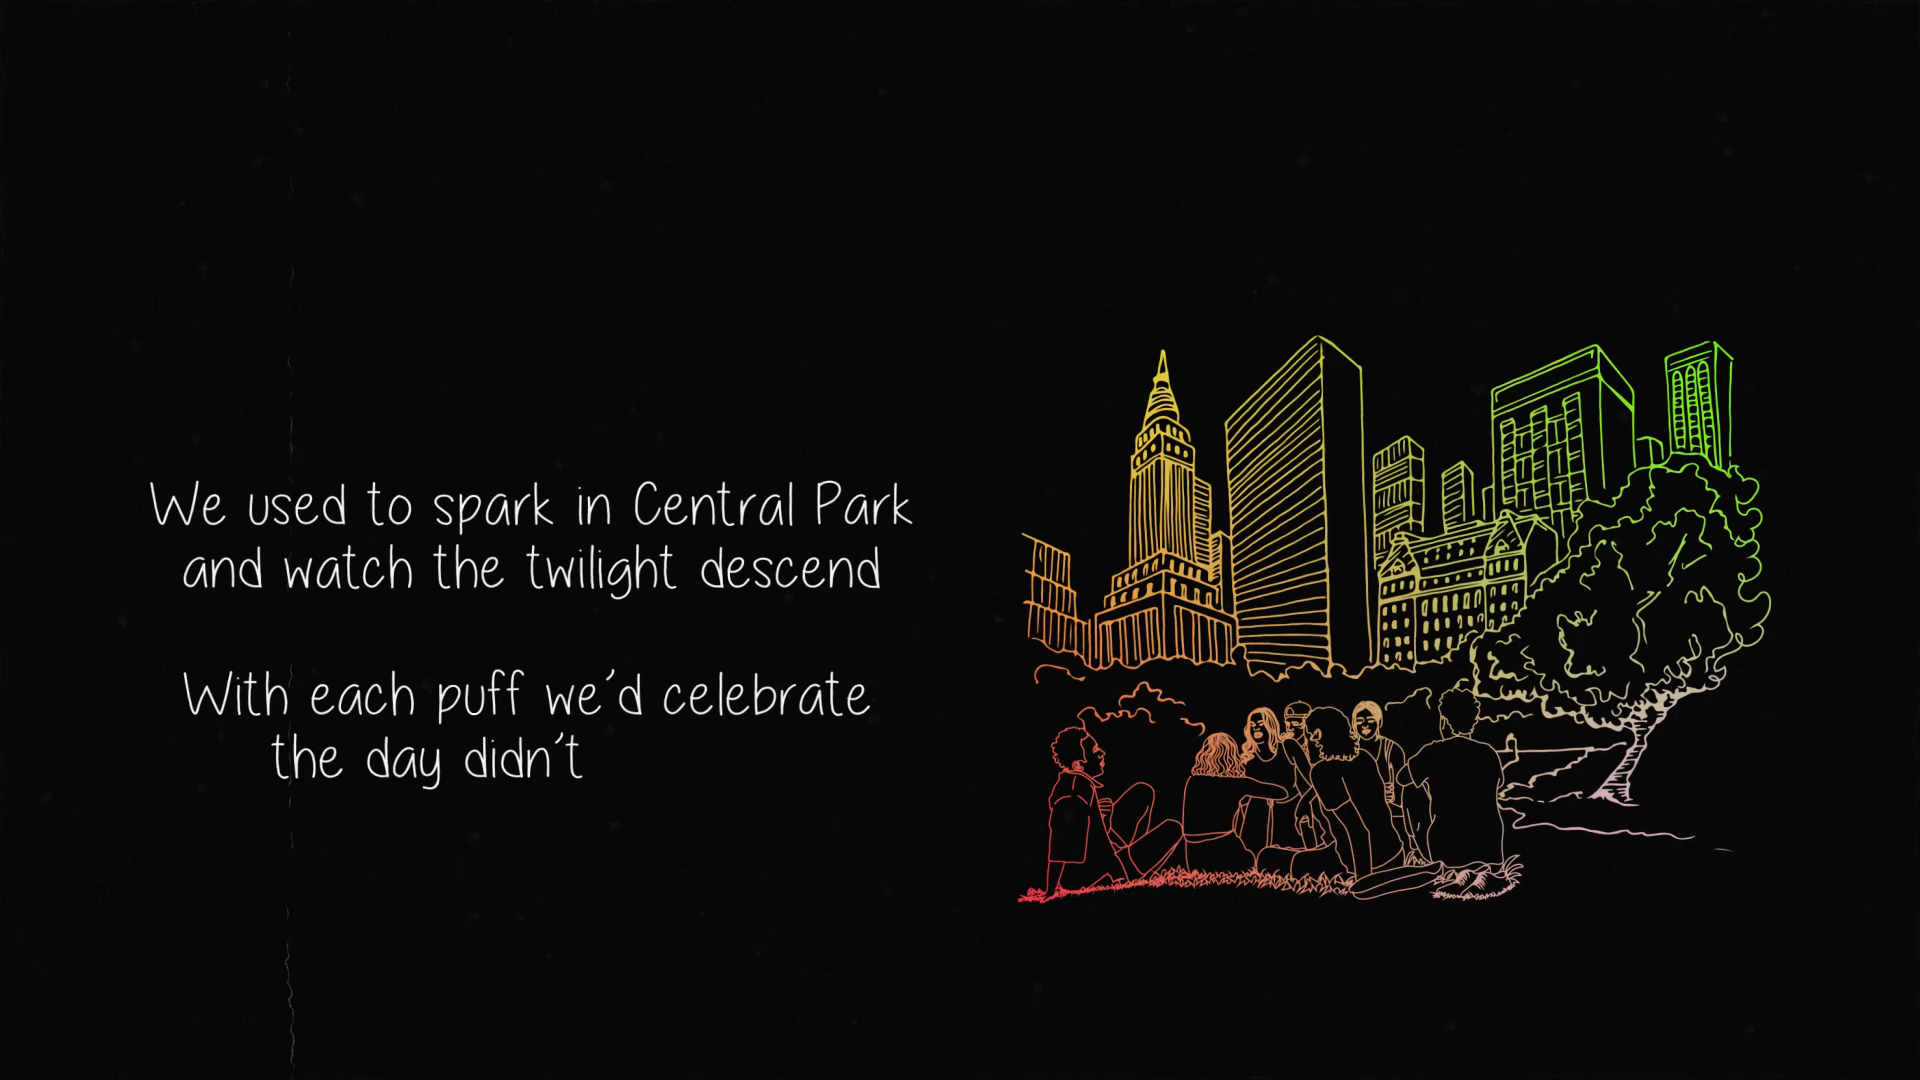 We used to spark in Central Park
and watch the twilight descend
With each puff we'd celebrate
the day didn't